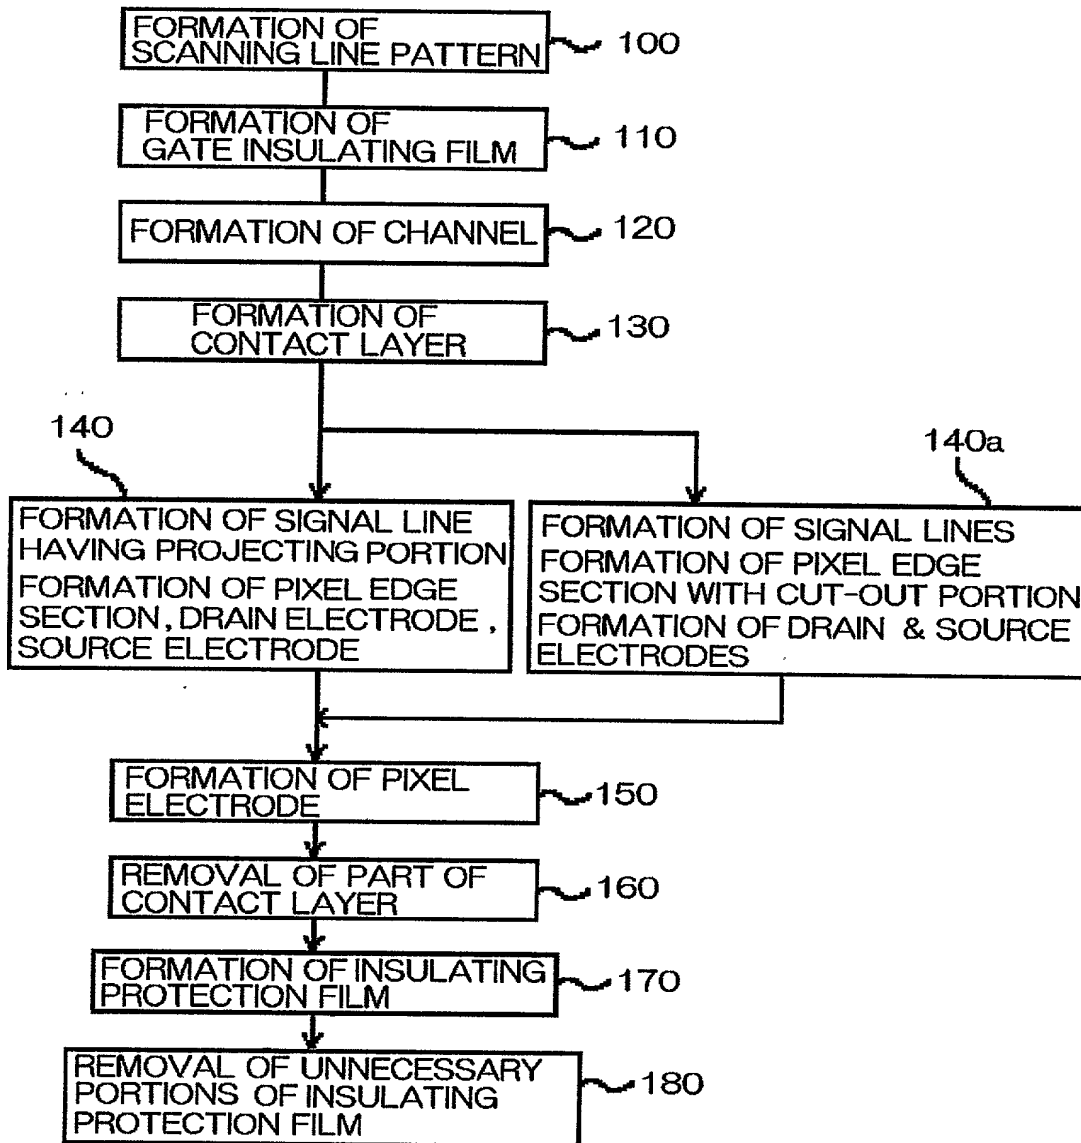 FORMATION OF
SCANNING LINE PATTERN
100
FORMATION OF
GATE INSULATING FILM
110
FORMATION OF CHANNEL
120
FORMATION OF
CONTACT LAYER
130
140
FORMATION OF SIGNAL LINE
HAVING PROJECTING PORTION
FORMATION OF PIXEL EDGE
SECTION, DRAIN ELECTRODE,
SOURCE ELECTRODE
140a
FORMATION OF SIGNAL LINES
FORMATION OF PIXEL EDGE
SECTION WITH CUT-OUT PORTION
FORMATION OF DRAIN & SOURCE
ELECTRODES
FORMATION OF PIXEL
ELECTRODE
150
REMOVAL OF PART OF
CONTACT LAYER
160
FORMATION OF INSULATING
PROTECTION FILM
170
REMOVAL OF UNNECESSARY
PORTIONS OF INSULATING
PROTECTION FILM
180